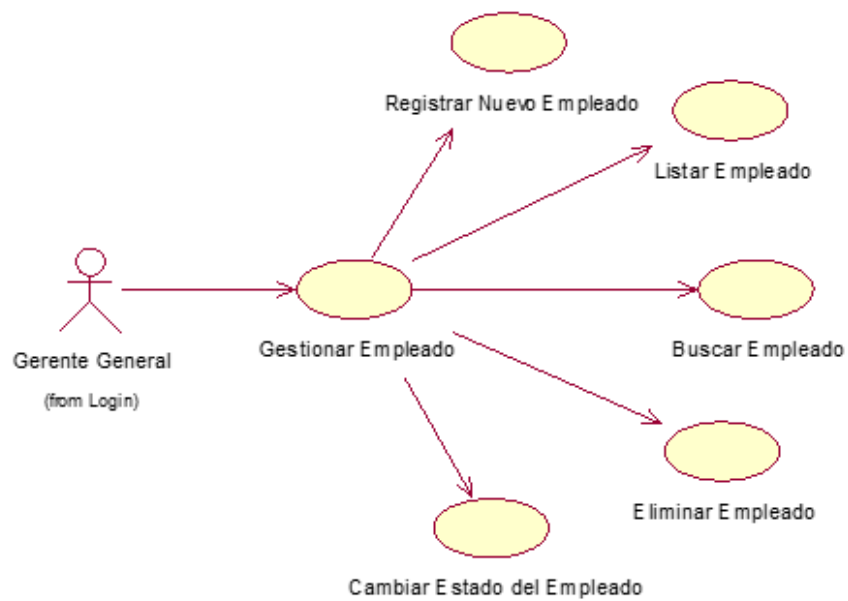 Registrar Nuevo Empleado
Listar Empleado
Gerente General
(from Login)
Gestionar Empleado
Buscar Empleado
Eliminar Empleado
Cambiar Estado del Empleado